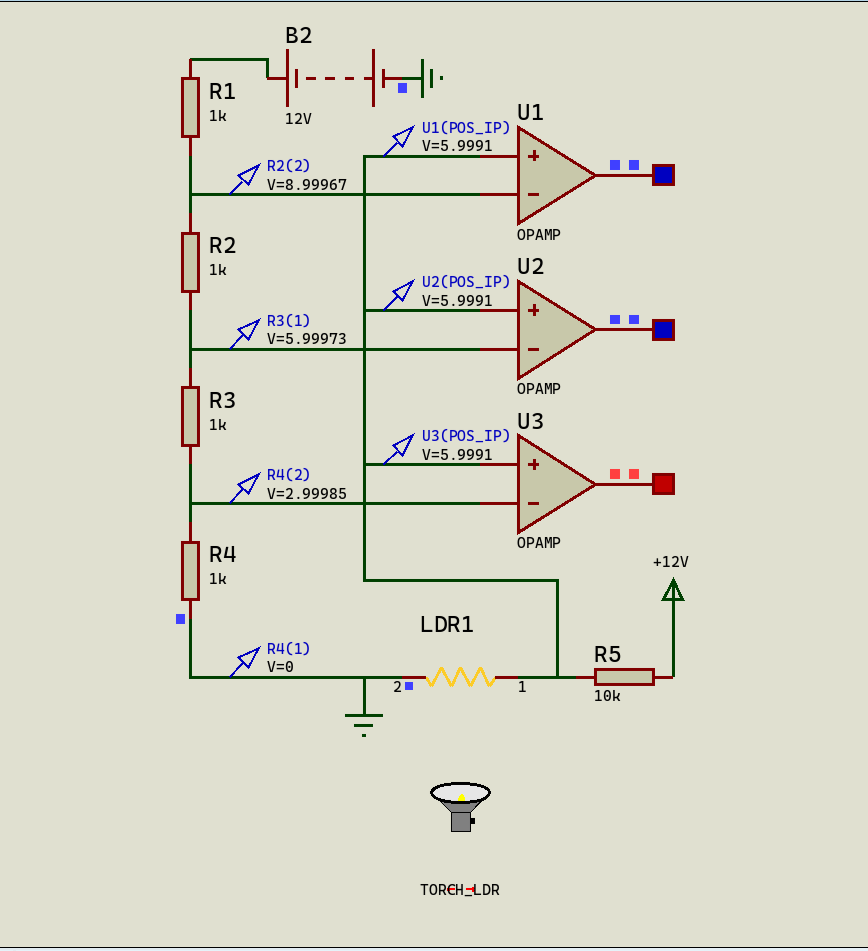 B2
12V
R1
1k
U1
U1(POS_IP)
V=5.9991
+
−
OPAMP
R2(2)
V=8.99967
R2
1k
U2
U2(POS_IP)
V=5.9991
+
−
OPAMP
R3(1)
V=5.99973
R3
1k
U3
U3(POS_IP)
V=5.9991
+
−
OPAMP
R4(2)
V=2.99985
R4
1k
+12V
LDR1
R4(1)
V=0
2
1
R5
10k
TORCH_LDR